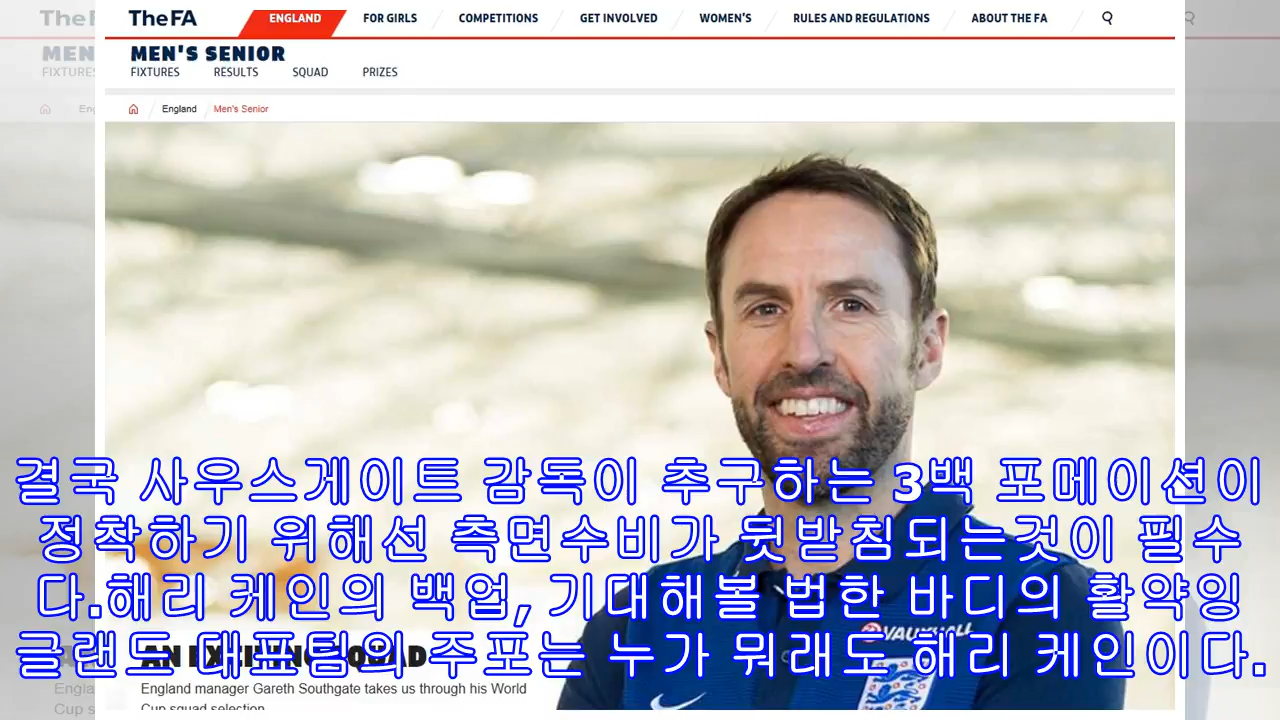 The FA
ENGLAND
FOR GIRLS
COMPETITIONS
GET INVOLVED
WOMEN'S
RULES AND REGULATIONS
ABOUT THE FA
MEN'S SENIOR
FIXTURES
RESULTS
SQUAD
PRIZES
England
Men's Senior
결국 사우스게이트 감독이 추구하는 3백 포메이션이
정착하기 위해선 측면수비가 뒷받침되는것이 필수
다.해리 케인의 백업, 기대해볼 법한 바디의 활약잉
글랜드 대표팀의 주포는 누가 뭐래도 해리 케인이다.
VAUXHALL
AN EXCITING SQUAD
England manager Gareth Southgate takes us through his World
Cup squad selection